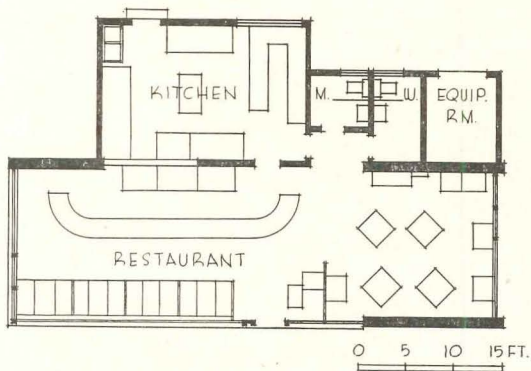 KITCHEN
M. W. EQUIP. RM.
RESTAURANT
0 5 10 15 FT.